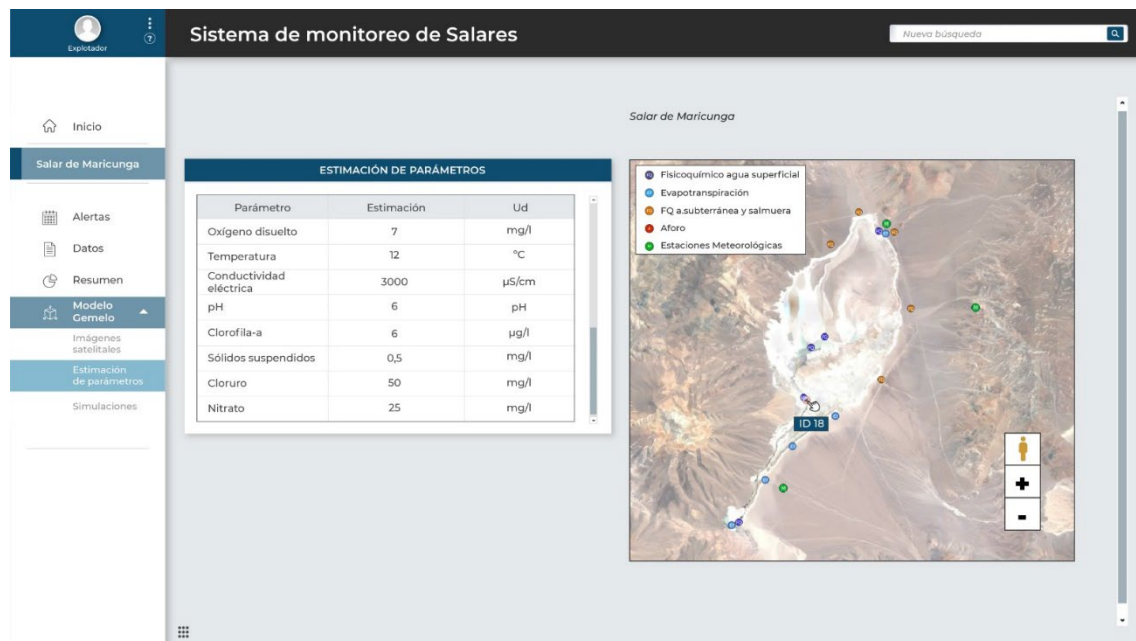 Explotador
?
Sistema de monitoreo de Salares
Nueva búsqueda
Inicio
Salar de Maricunga
Alertas
Datos
Resumen
Modelo
Gemelo
Imágenes
satelitales
Estimación
de parámetros
Simulaciones
ESTIMACIÓN DE PARÁMETROS
Parámetro Estimación Ud
Oxígeno disuelto 7 mg/l
Temperatura 12 °C
Conductividad
eléctrica 3000 µS/cm
pH 6 pH
Clorofila-a 6 µg/l
Sólidos suspendidos 0,5 mg/l
Cloruro 50 mg/l
Nitrato 25 mg/l
Salar de Maricunga
Fisicoquímico agua superficial
Evapotranspiración
FQ a.subterránea y salmuera
Aforo
Estaciones Meteorológicas
ID 18
+
-